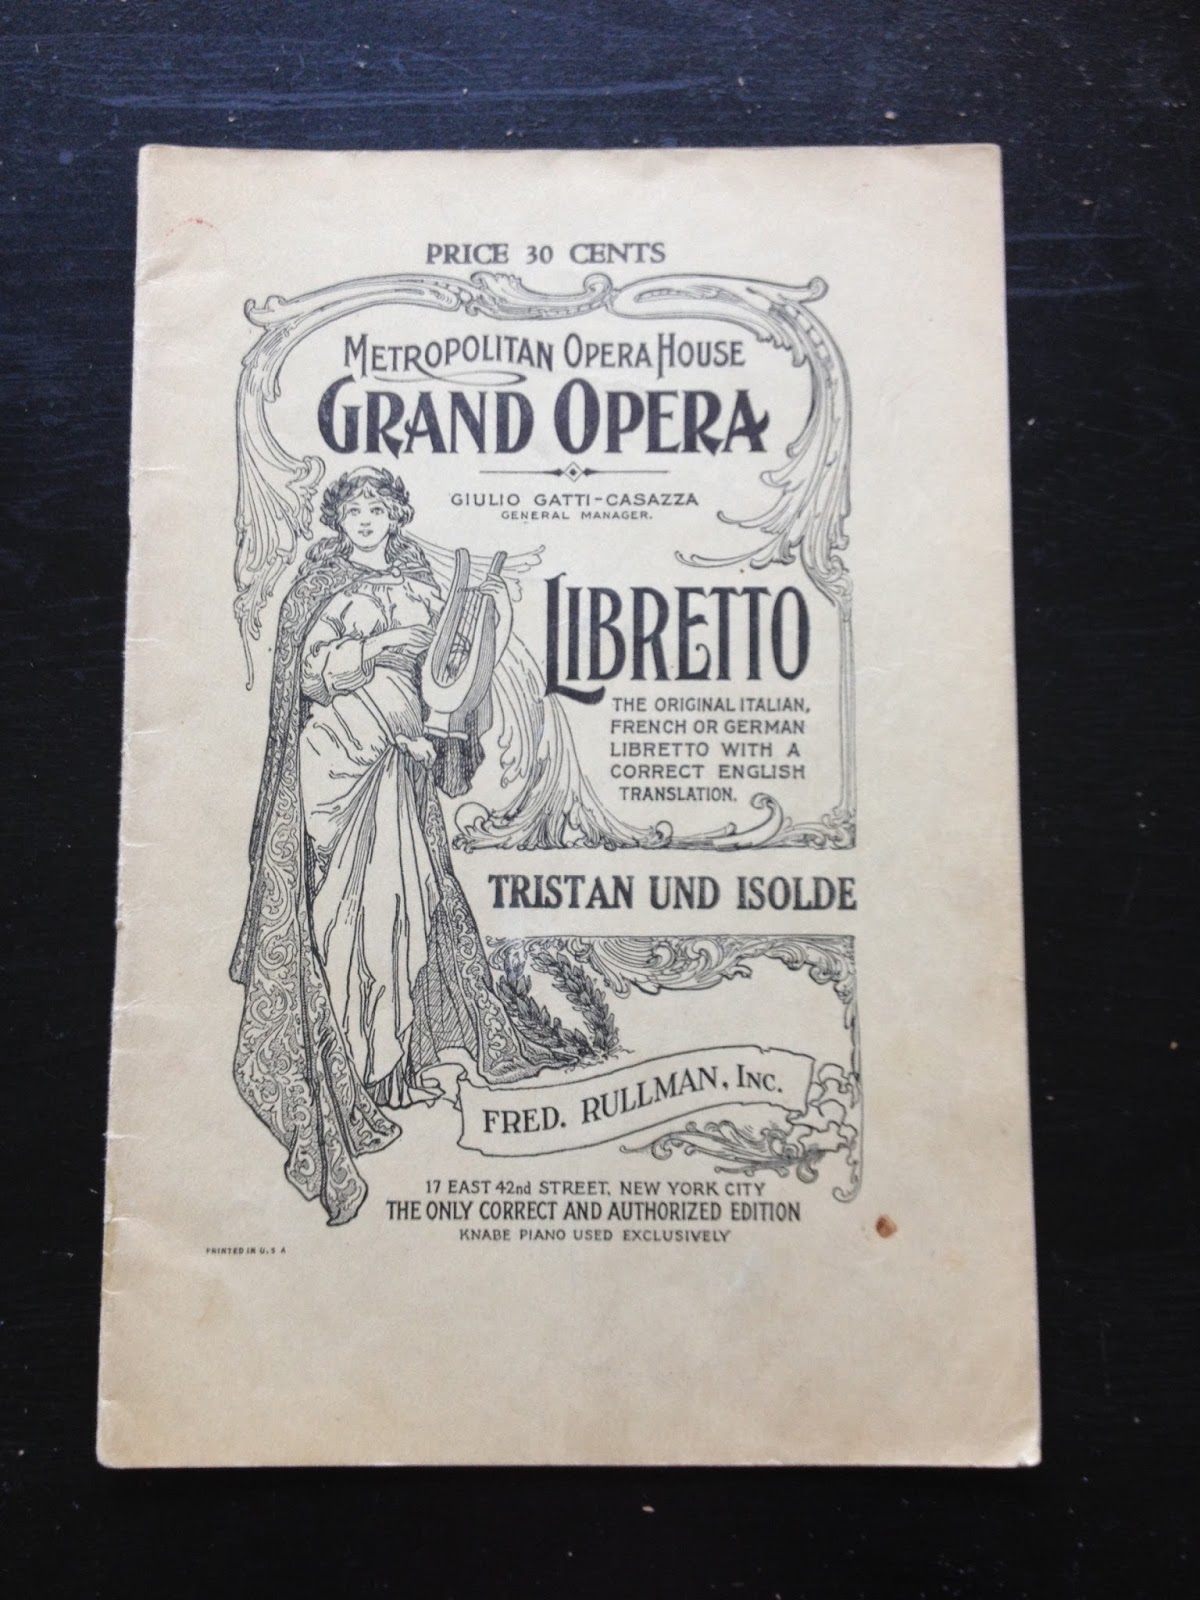 PRICE 30 CENTS
METROPOLITAN OPERA HOUSE
GRAND OPERA
GIULIO GATTI-CASAZZA
GENERAL MANAGER.
LIBRETTO
THE ORIGINAL ITALIAN,
FRENCH OR GERMAN
LIBRETTO WITH A
CORRECT ENGLISH
TRANSLATION.
TRISTAN UND ISOLDE
FRED. RULLMAN, INC.
17 EAST 42nd STREET, NEW YORK CITY
THE ONLY CORRECT AND AUTHORIZED EDITION
KNABE PIANO USED EXCLUSIVELY
PRINTED IN U.S A